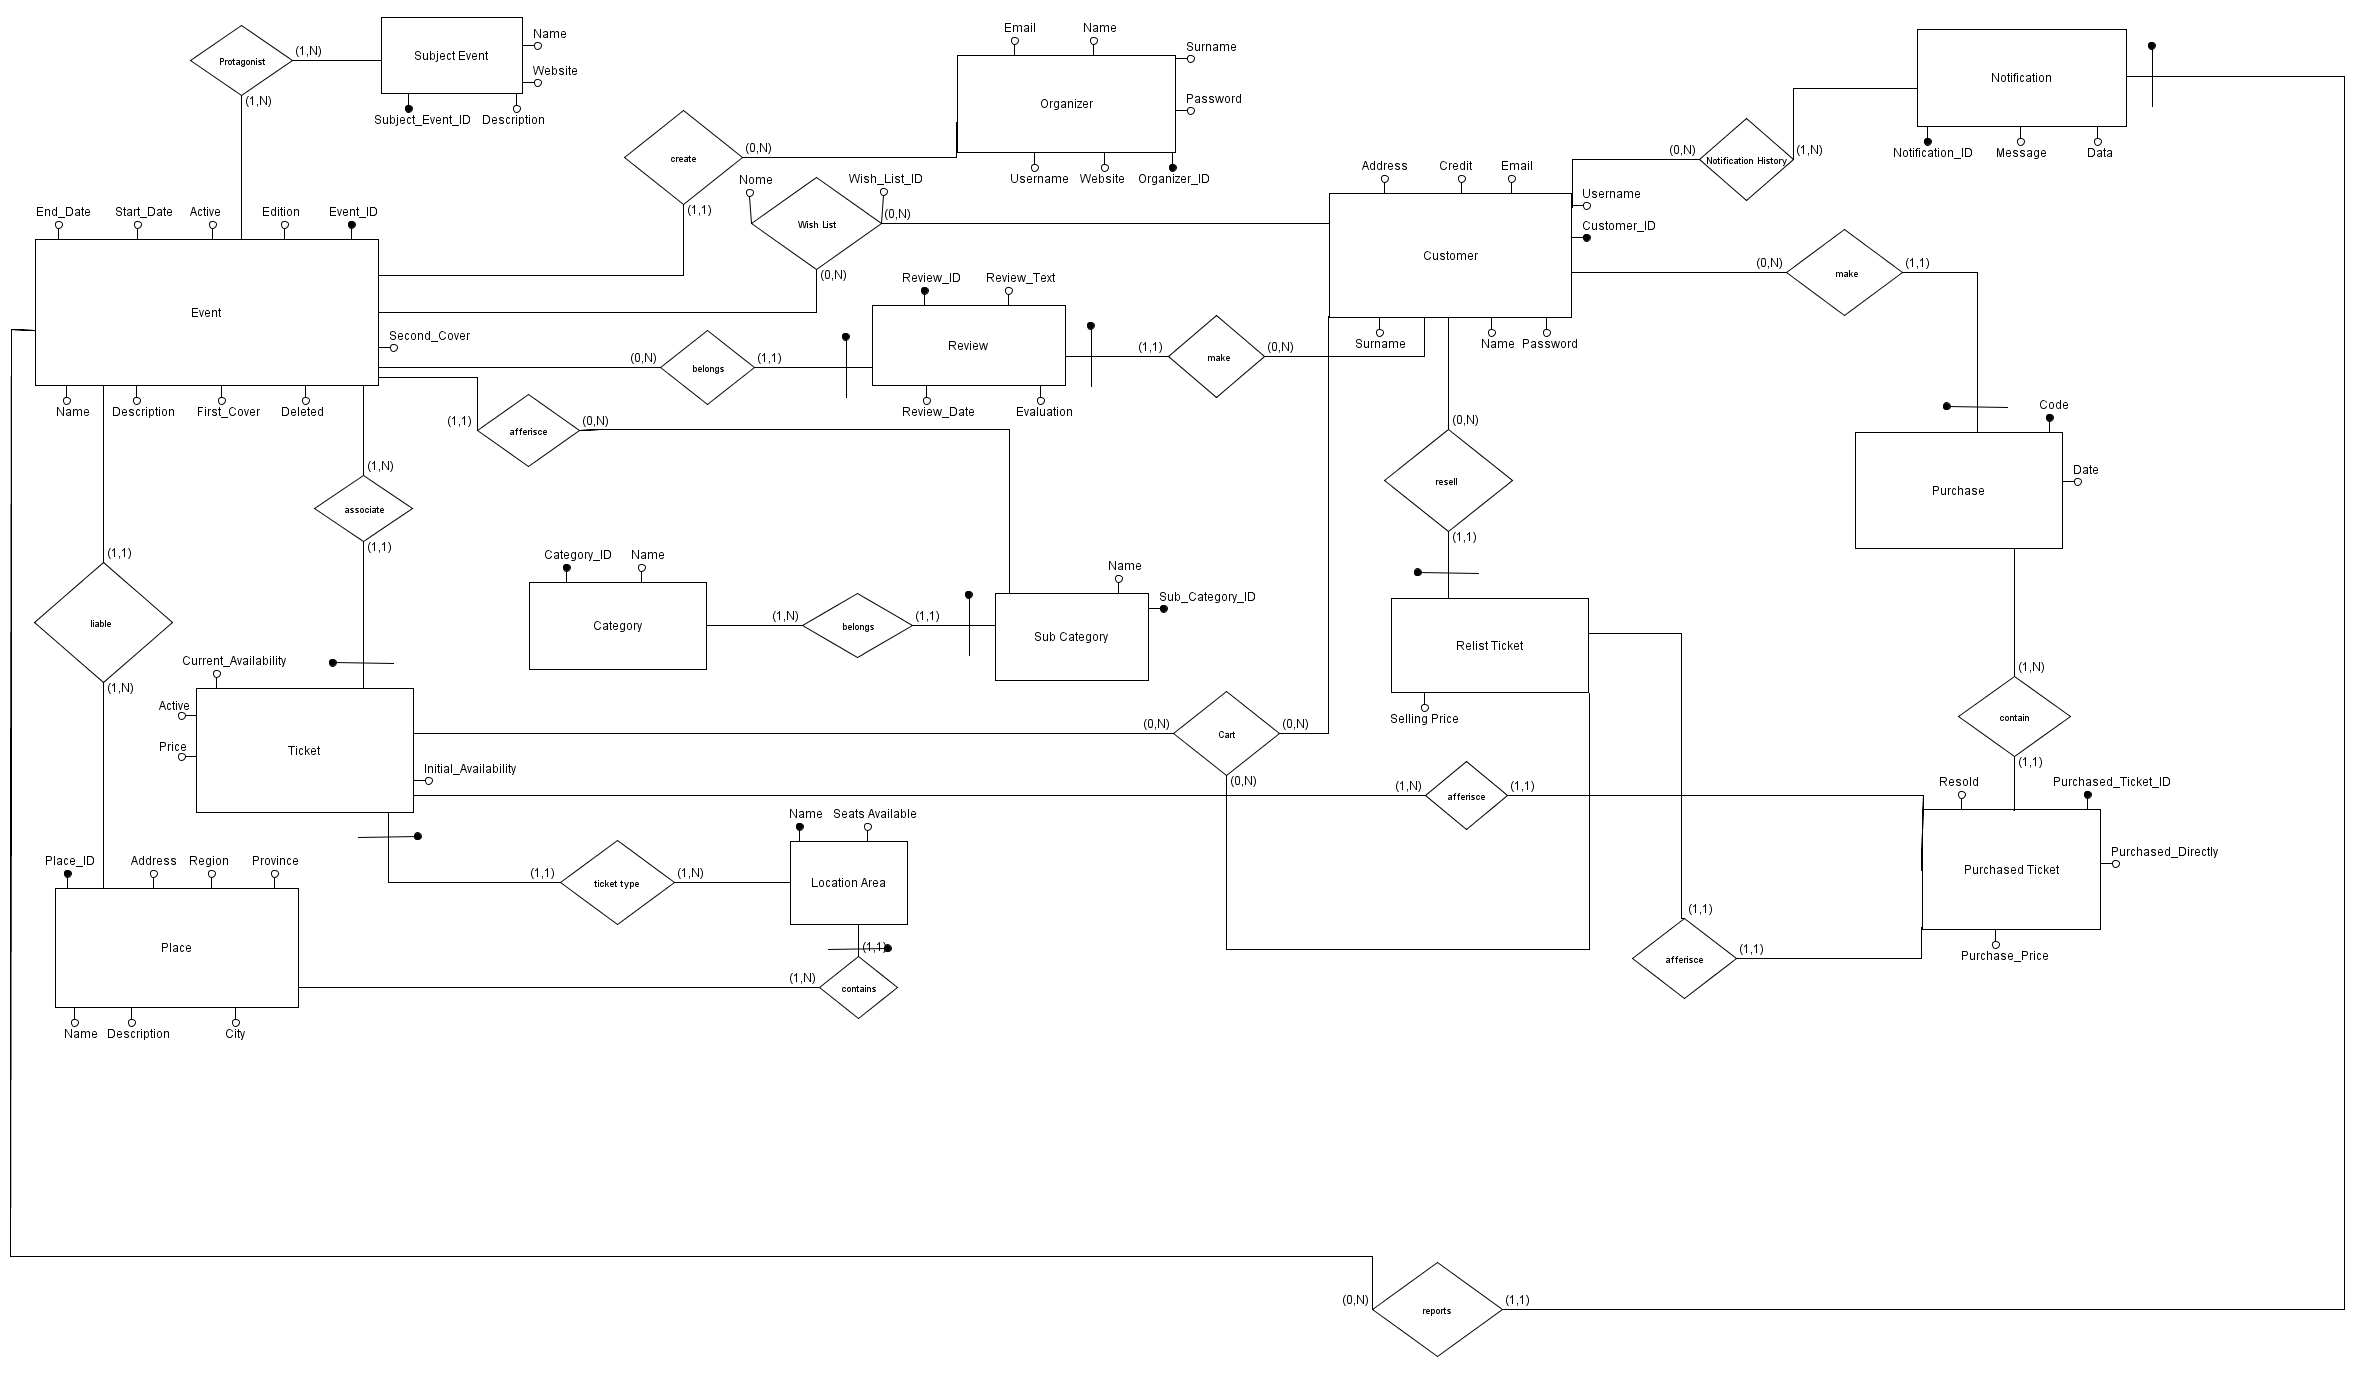 Protagonist
(1,N)
(1,N)
Subject Event
Name
Website
Subject_Event_ID
Description
Email
Name
Surname
Password
Organizer
Username
Website
Organizer_ID
create
(0,N)
(1,1)
Nome
Wish_List_ID
Wish List
(0,N)
(0,N)
Notification
Notification_ID
Message
Data
Notification History
(0,N)
(1,N)
Address
Credit
Email
Username
Customer_ID
Customer
Surname
Name
Password
(0,N)
make
(1,1)
End_Date
Start_Date
Active
Edition
Event_ID
Event
Second_Cover
Name
Description
First_Cover
Deleted
(0,N)
belongs
(1,1)
Review_ID
Review_Text
Review
Review_Date
Evaluation
(1,1)
make
(0,N)
(1,1)
afferisce
(0,N)
(1,N)
associate
(1,1)
(0,N)
resell
(1,1)
Code
Date
Purchase
(1,1)
liable
(1,N)
Category_ID
Name
Category
(1,N)
belongs
(1,1)
Name
Sub_Category_ID
Sub Category
Relist Ticket
Selling Price
(1,N)
contain
(1,1)
Current_Availability
Active
Price
Ticket
Initial_Availability
(0,N)
Cart
(0,N)
(0,N)
(1,N)
afferisce
(1,1)
Resold
Purchased_Ticket_ID
Purchased_Directly
Purchased Ticket
Purchase_Price
Name
Seats Available
Location Area
(1,1)
ticket type
(1,N)
Place_ID
Address
Region
Province
Place
Name
Description
City
(1,N)
contains
(1,1)
(1,1)
afferisce
(1,1)
(0,N)
reports
(1,1)